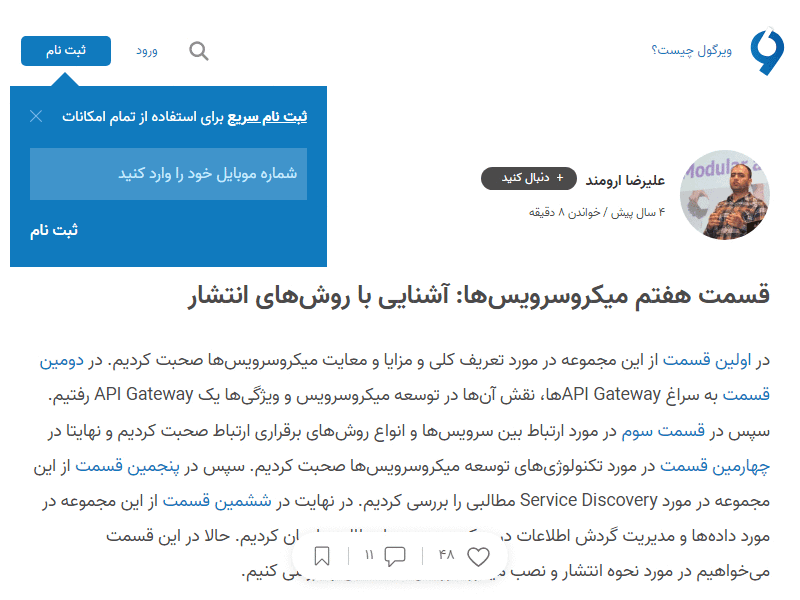 ویرگول چیست؟
ورود
ثبت نام
ثبت نام سریع برای استفاده از تمام امکانات
شماره موبایل خود را وارد کنید
ثبت نام
علیرضا ارومند
+ دنبال کنید
۴ سال پیش / خواندن ۸ دقیقه
قسمت هفتم میکروسرویس‌ها: آشنایی با روش‌های انتشار
در اولین قسمت از این مجموعه در مورد تعریف کلی و مزایا و معایت میکروسرویس‌ها صحبت کردیم. در دومین
قسمت به سراغ API Gatewayها، نقش آن‌ها در توسعه میکروسرویس و ویژگی‌ها یک API Gateway رفتیم.
سپس در قسمت سوم در مورد ارتباط بین سرویس‌ها و انواع روش‌های برقراری ارتباط صحبت کردیم و نهایتا در
چهارمین قسمت در مورد تکنولوژی‌های توسعه میکروسرویس‌ها صحبت کردیم. سپس در پنجمین قسمت از این
مجموعه در مورد Service Discovery مطالبی را بررسی کردیم. در نهایت در ششمین قسمت از این مجموعه در
مورد داده‌ها و مدیریت گردش اطلاعات در کردیم. حالا در این قسمت
می‌خواهیم در مورد نحوه انتشار و نصب کنیم.
۴۸
۱۱